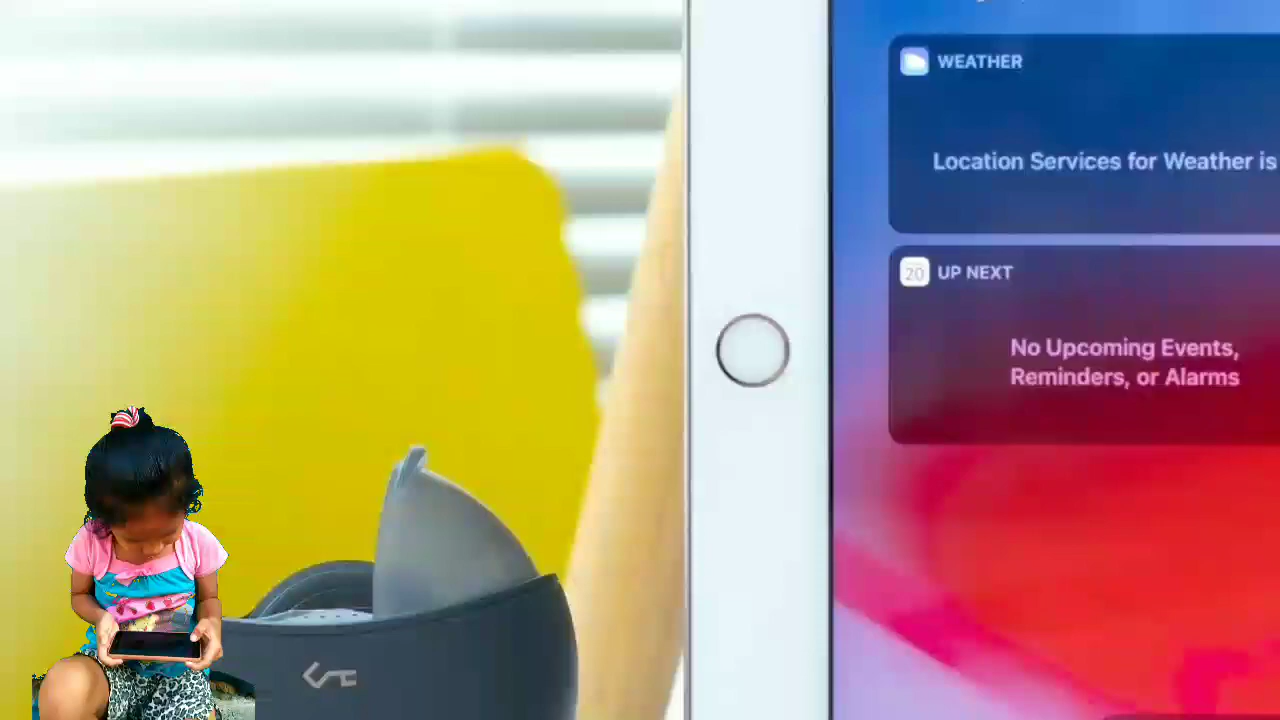 WEATHER
Location Services for Weather is
20
UP NEXT
No Upcoming Events,
Reminders, or Alarms